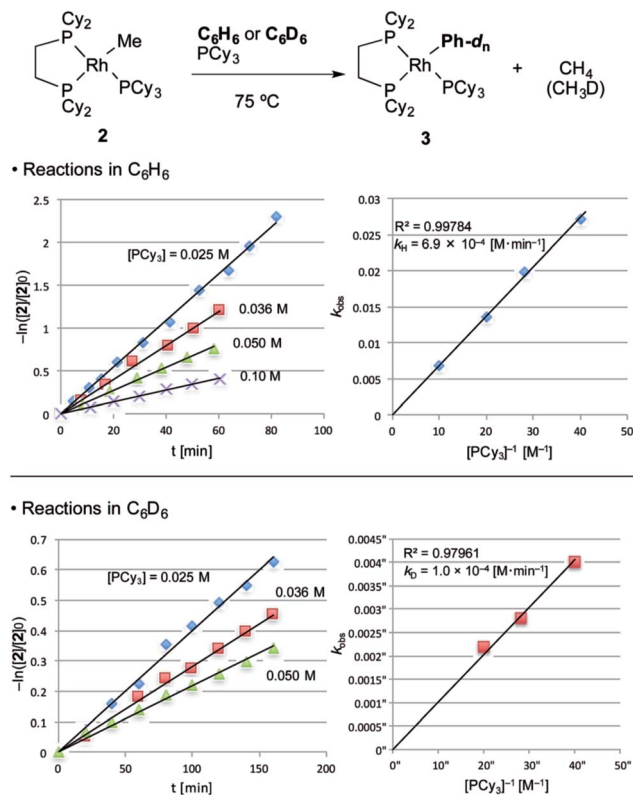 Cy₂
P
Me
Rh
P
PCy₃
Cy₂
2
C₆H₆ or C₆D₆
PCy₃
75 ºC
Cy₂
P
Ph-dₙ
Rh
P
PCy₃
Cy₂
3
+
CH₄
(CH₃D)
• Reactions in C₆H₆
−ln([2]/[2]0)
2.5
2
1.5
1
0.5
0
[PCy₃] = 0.025 M
0.036 M
0.050 M
0.10 M
0 20 40 60 80 100
t [min]
k_obs
0.03
0.025
0.02
0.015
0.01
0.005
0
R² = 0.99784
k_H = 6.9 × 10⁻⁴ [M·min⁻¹]
0 10 20 30 40 50
[PCy₃]⁻¹ [M⁻¹]
• Reactions in C₆D₆
−ln([2]/[2]0)
0.7
0.6
0.5
0.4
0.3
0.2
0.1
0
[PCy₃] = 0.025 M
0.036 M
0.050 M
0 50 100 150 200
t [min]
k_obs
0.0045"
0.004"
0.0035"
0.003"
0.0025"
0.002"
0.0015"
0.001"
0.0005"
0"
R² = 0.97961
k_D = 1.0 × 10⁻⁴ [M·min⁻¹]
0" 10" 20" 30" 40" 50"
[PCy₃]⁻¹ [M⁻¹]